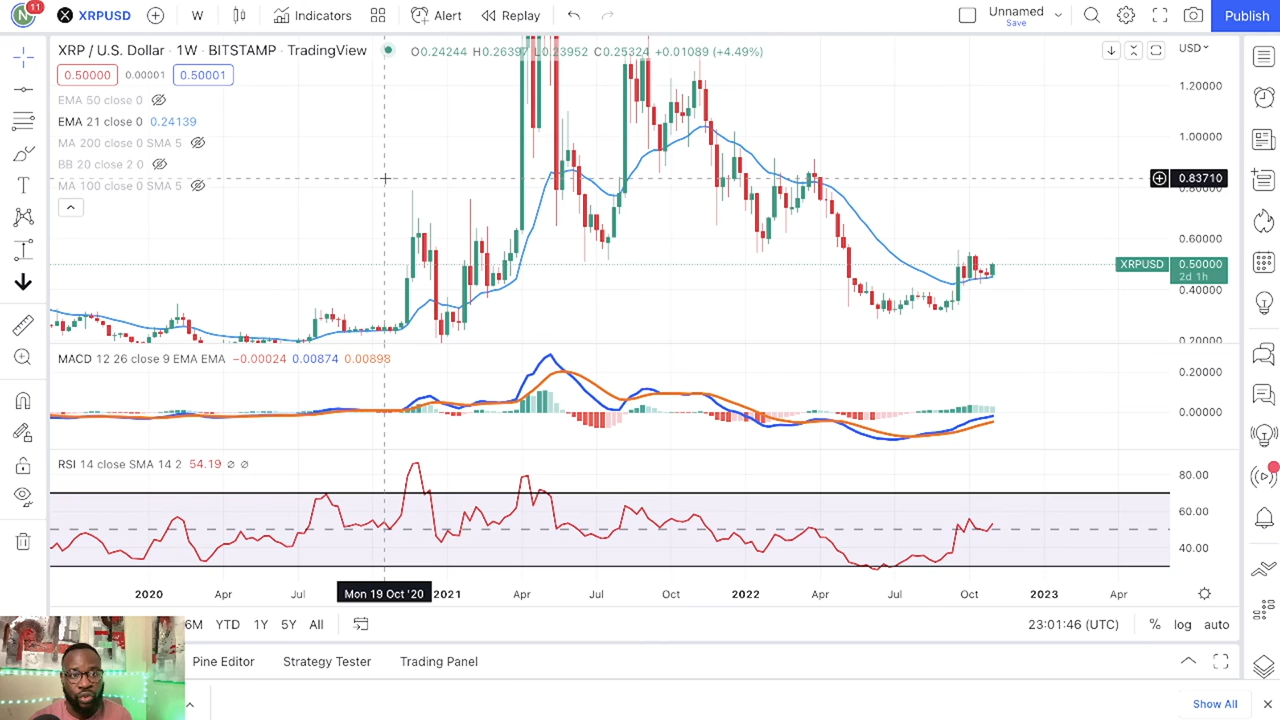 N 11 XRPUSD W Indicators Alert Replay Unnamed Save Publish
XRP / U.S. Dollar · 1W · BITSTAMP · TradingView O0.24244 H0.26397 L0.23952 C0.25324 +0.01089 (+4.49%) USD
0.50000 0.00001 0.50001
EMA 50 close 0
EMA 21 close 0 0.24139
MA 200 close 0 SMA 5
BB 20 close 2 0
MA 100 close 0 SMA 5
1.20000
1.00000
0.83710
0.80000
0.60000
XRPUSD 0.50000
2d 1h
0.40000
0.20000
MACD 12 26 close 9 EMA EMA −0.00024 0.00874 0.00898
0.20000
0.00000
RSI 14 close SMA 14 2 54.19 ∅ ∅
80.00
60.00
40.00
2020 Apr Jul Mon 19 Oct '20 2021 Apr Jul Oct 2022 Apr Jul Oct 2023 Apr
6M YTD 1Y 5Y All 23:01:46 (UTC) % log auto
Pine Editor Strategy Tester Trading Panel
Show All